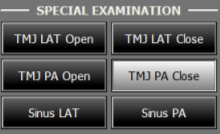 SPECIAL EXAMINATION
TMJ LAT Open TMJ LAT Close
TMJ PA Open TMJ PA Close
Sinus LAT Sinus PA